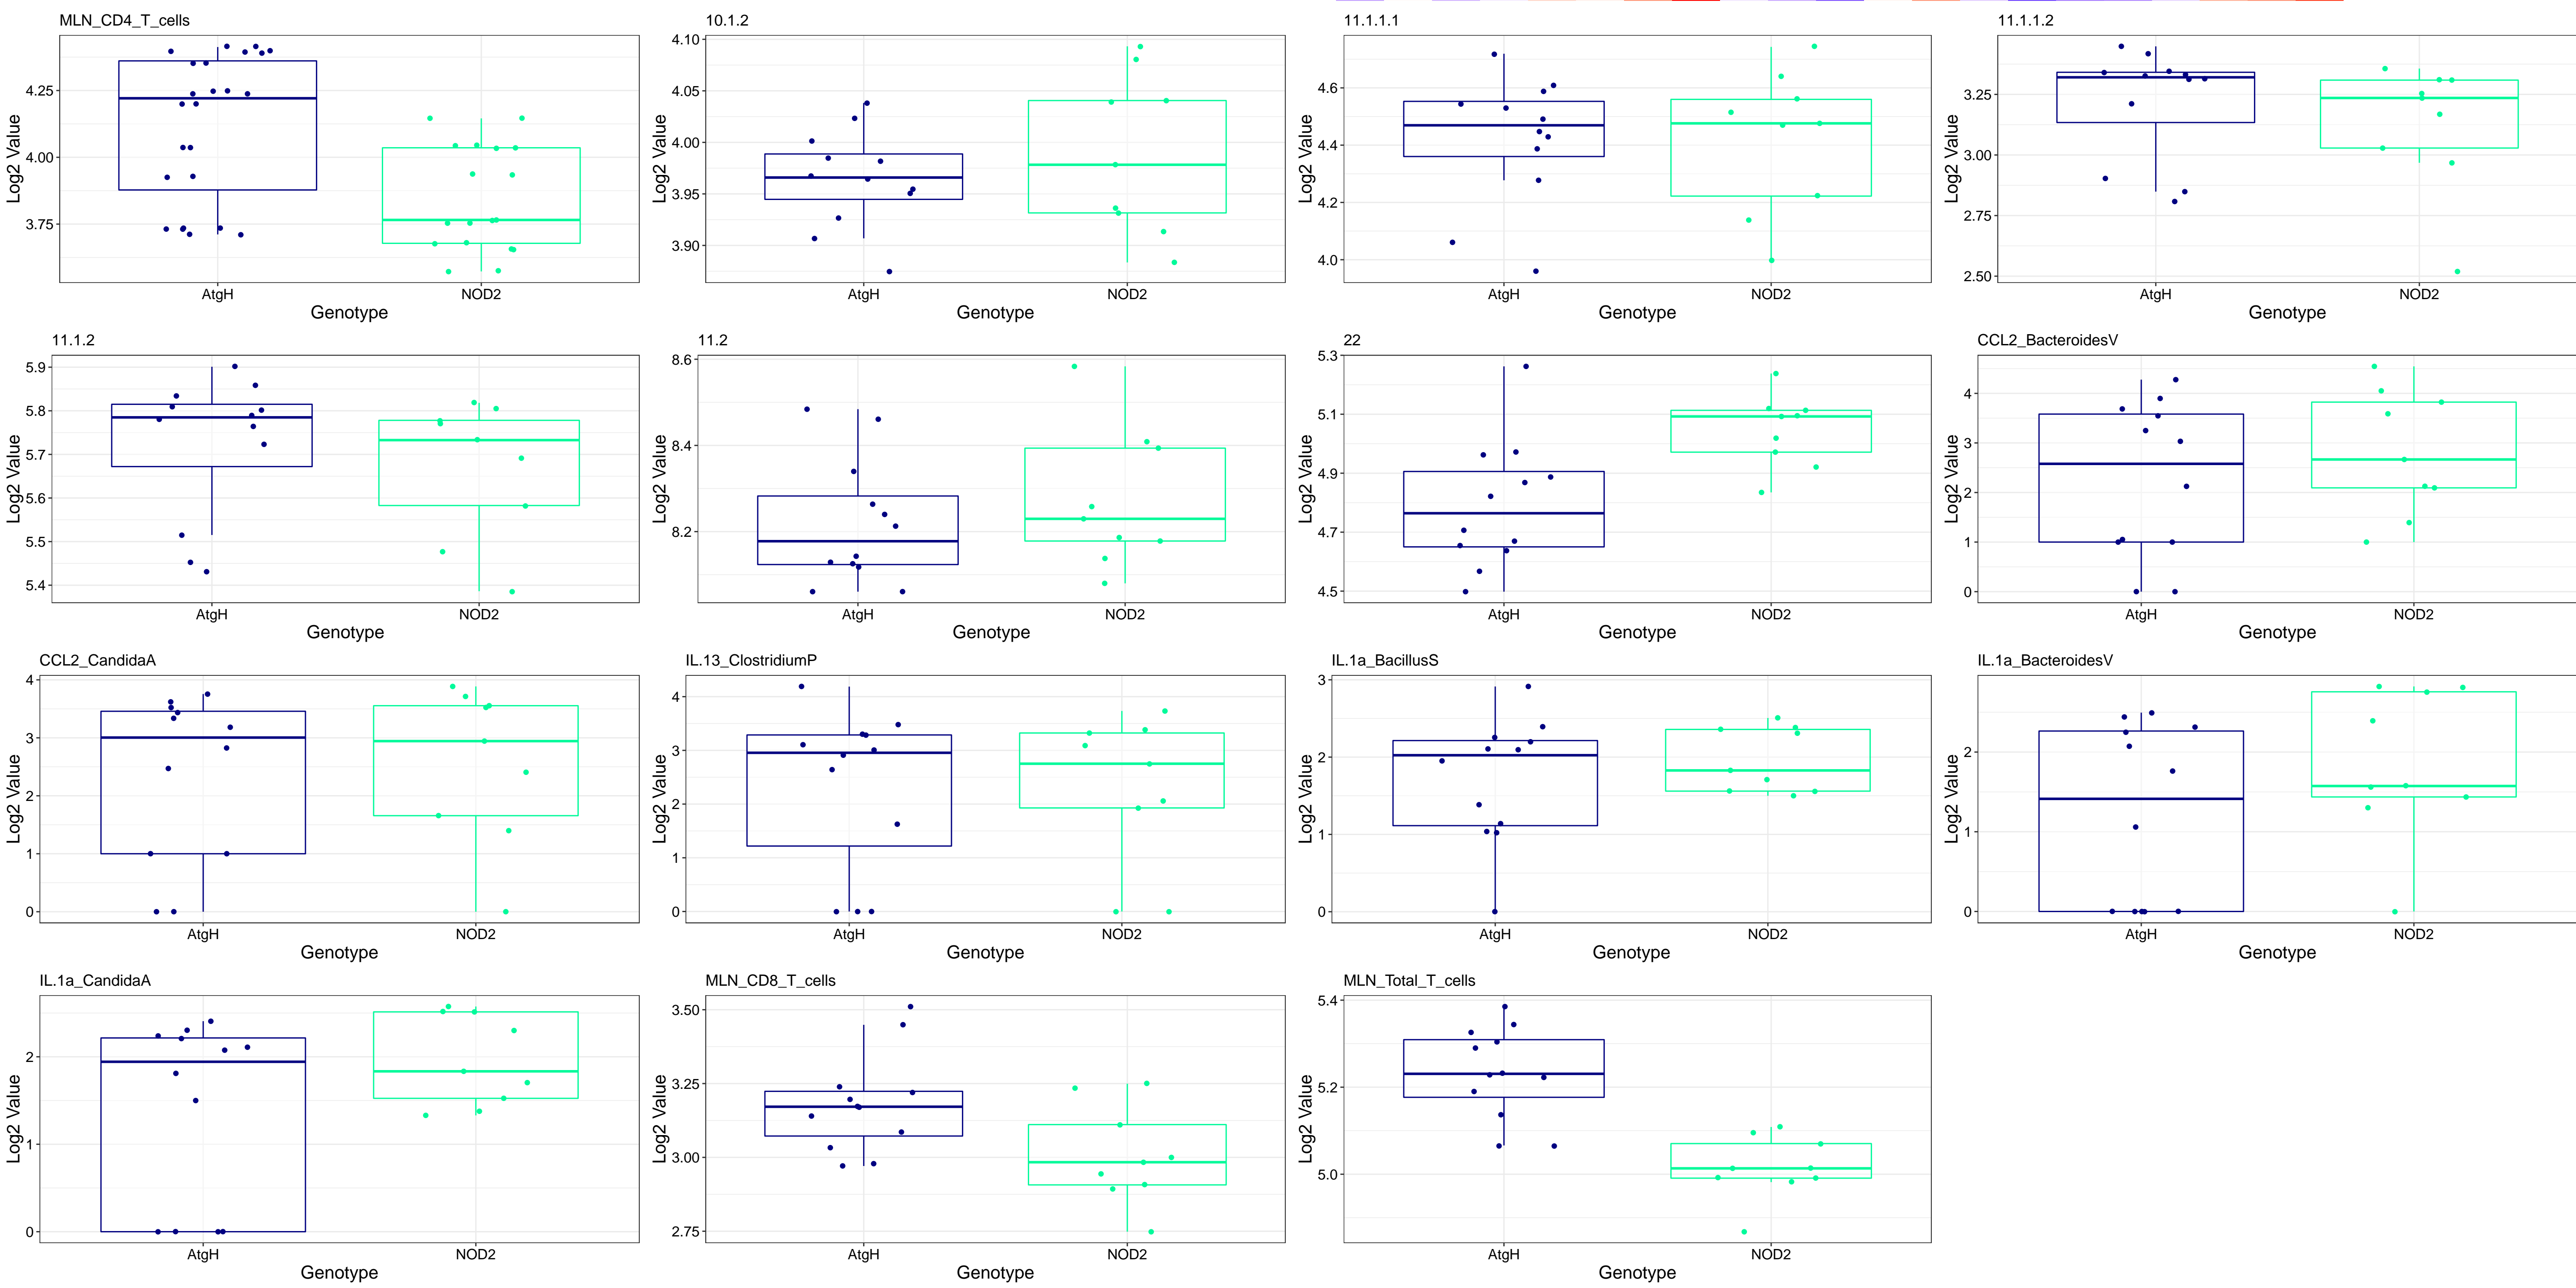 MLN_CD4_T_cells
Log2 Value
4.25
4.00
3.75
AtgH
NOD2
Genotype
10.1.2
Log2 Value
4.10
4.05
4.00
3.95
3.90
AtgH
NOD2
Genotype
11.1.1.1.1
Log2 Value
4.6
4.4
4.2
4.0
AtgH
NOD2
Genotype
11.1.1.1.2
Log2 Value
3.25
3.00
2.75
2.50
AtgH
NOD2
Genotype
11.1.2
Log2 Value
5.9
5.8
5.7
5.6
5.5
5.4
AtgH
NOD2
Genotype
11.2
Log2 Value
8.6
8.4
8.2
AtgH
NOD2
Genotype
22
Log2 Value
5.3
5.1
4.9
4.7
4.5
AtgH
NOD2
Genotype
CCL2_BacteroidesV
Log2 Value
4
3
2
1
0
AtgH
NOD2
Genotype
CCL2_CandidaA
Log2 Value
4
3
2
1
0
AtgH
NOD2
Genotype
IL.13_ClostridiumP
Log2 Value
4
3
2
1
0
AtgH
NOD2
Genotype
IL.1a_BacillusS
Log2 Value
3
2
1
0
AtgH
NOD2
Genotype
IL.1a_BacteroidesV
Log2 Value
2
1
0
AtgH
NOD2
Genotype
IL.1a_CandidaA
Log2 Value
2
1
0
AtgH
NOD2
Genotype
MLN_CD8_T_cells
Log2 Value
3.50
3.25
3.00
2.75
AtgH
NOD2
Genotype
MLN_Total_T_cells
Log2 Value
5.4
5.2
5.0
AtgH
NOD2
Genotype